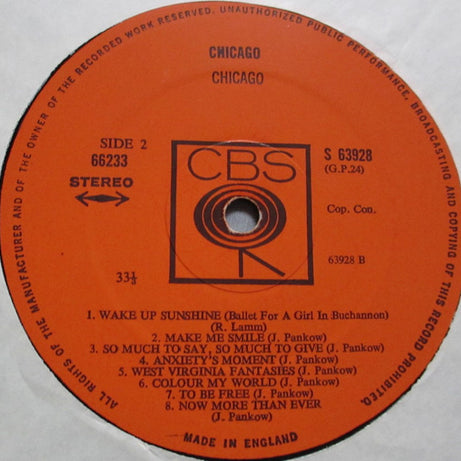 ALL RIGHTS OF THE MANUFACTURER AND OF THE OWNER OF THE RECORDED WORK RESERVED. UNAUTHORIZED PUBLIC PERFORMANCE, BROADCASTING AND COPYING OF THIS RECORD PROHIBITED.
CHICAGO
CHICAGO
SIDE 2
66233
STEREO
CBS
S 63928
(G.P.24)
Cop. Con.
63928 B
33⅓
1. WAKE UP SUNSHINE (Ballet For A Girl In Buchannon)
(R. Lamm)
2. MAKE ME SMILE (J. Pankow)
3. SO MUCH TO SAY, SO MUCH TO GIVE (J. Pankow)
4. ANXIETY'S MOMENT (J. Pankow)
5. WEST VIRGINIA FANTASIES (J. Pankow)
6. COLOUR MY WORLD (J. Pankow)
7. TO BE FREE (J. Pankow)
8. NOW MORE THAN EVER
(J. Pankow)
MADE IN ENGLAND